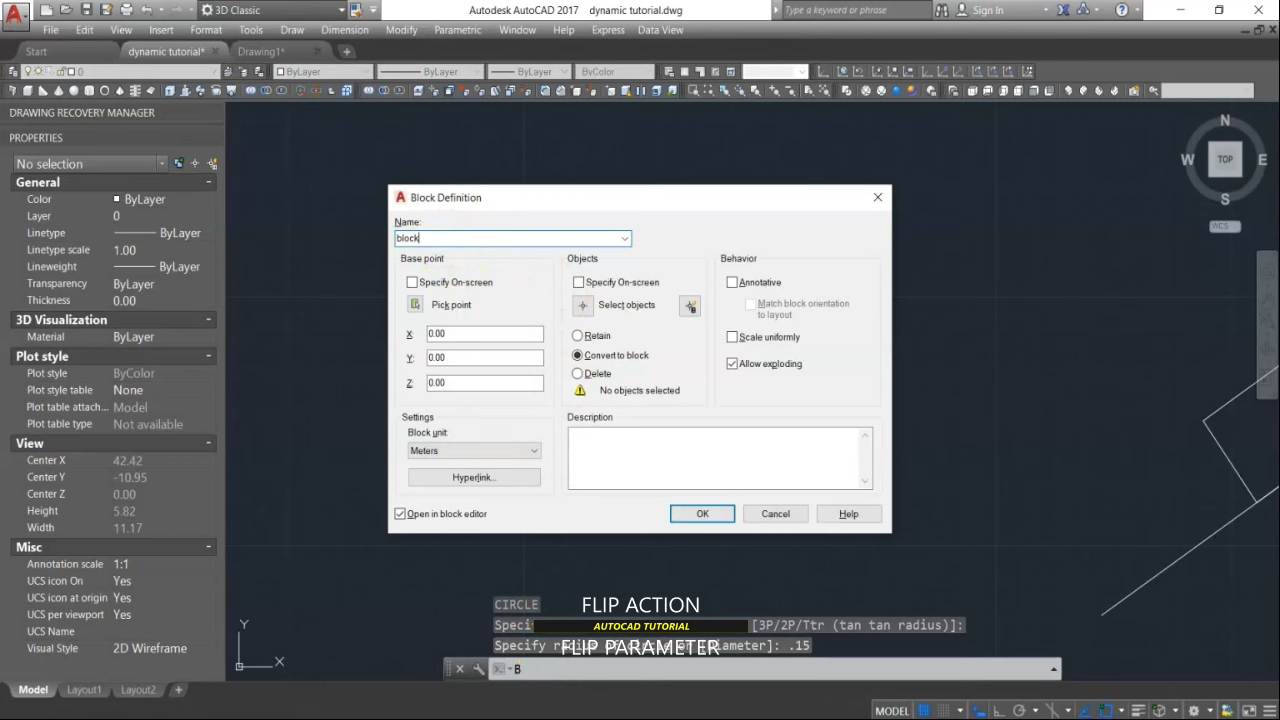 3D Classic
Autodesk AutoCAD 2017 dynamic tutorial.dwg
Type a keyword or phrase
Sign In
File Edit View Insert Format Tools Draw Dimension Modify Parametric Window Help Express Data View
Start dynamic tutorial* Drawing1*
0 ByLayer ByLayer ByLayer ByColor
DRAWING RECOVERY MANAGER
PROPERTIES
No selection
General
Color ByLayer
Layer 0
Linetype ByLayer
Linetype scale 1.00
Lineweight ByLayer
Transparency ByLayer
Thickness 0.00
3D Visualization
Material ByLayer
Plot style
Plot style ByColor
Plot style table None
Plot table attach... Model
Plot table type Not available
View
Center X 42.42
Center Y -10.95
Center Z 0.00
Height 5.82
Width 11.17
Misc
Annotation scale 1:1
UCS icon On Yes
UCS icon at origin Yes
UCS per viewport Yes
UCS Name
Visual Style 2D Wireframe
N
W TOP E
S
WCS
Block Definition
Name:
block
Base point
Specify On-screen
Pick point
X: 0.00
Y: 0.00
Z: 0.00
Objects
Specify On-screen
Select objects
Retain
Convert to block
Delete
No objects selected
Behavior
Annotative
Match block orientation
to layout
Scale uniformly
Allow exploding
Settings
Block unit:
Meters
Hyperlink...
Description
Open in block editor
OK Cancel Help
Y
X
CIRCLE
FLIP ACTION
Speci
AUTOCAD TUTORIAL
[3P/2P/Ttr (tan tan radius)]:
Specify radius of circle or [Diameter]: .15
FLIP PARAMETER
B
Model Layout1 Layout2 +
MODEL